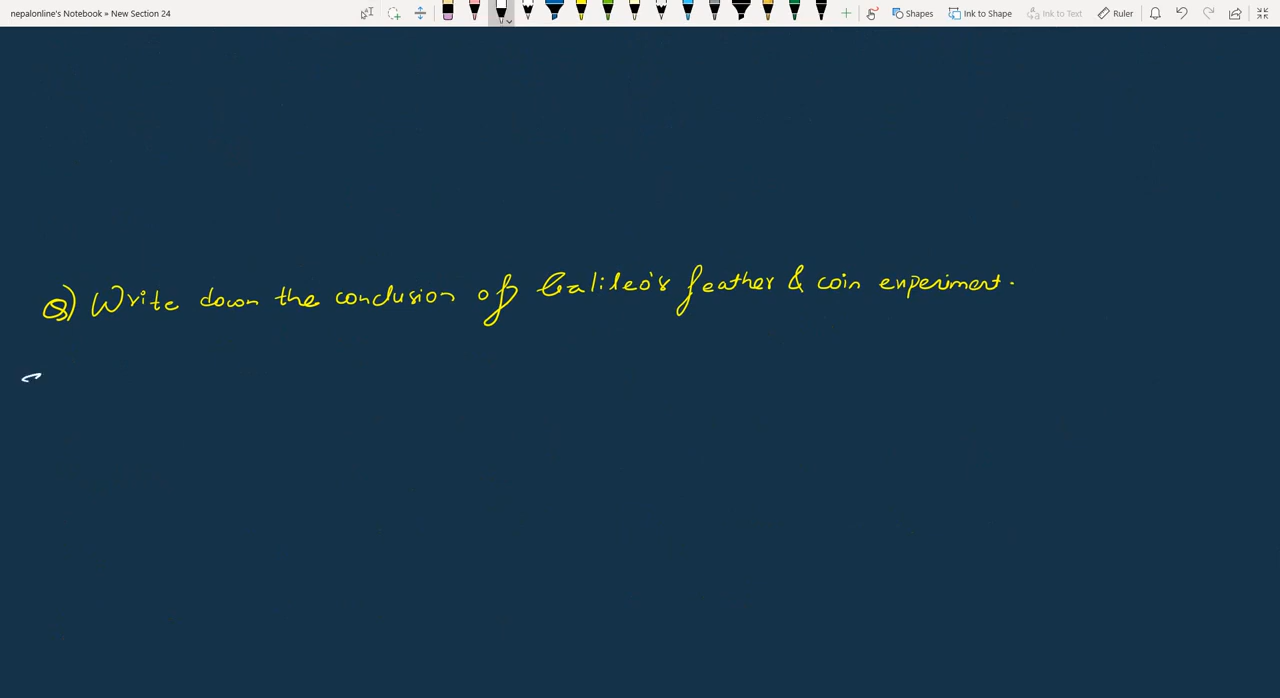 nepalonline's Notebook » New Section 24
Shapes
Ink to Shape
Ink to Text
Ruler
Q) Write down the conclusion of Galileo's feather & coin experiment.